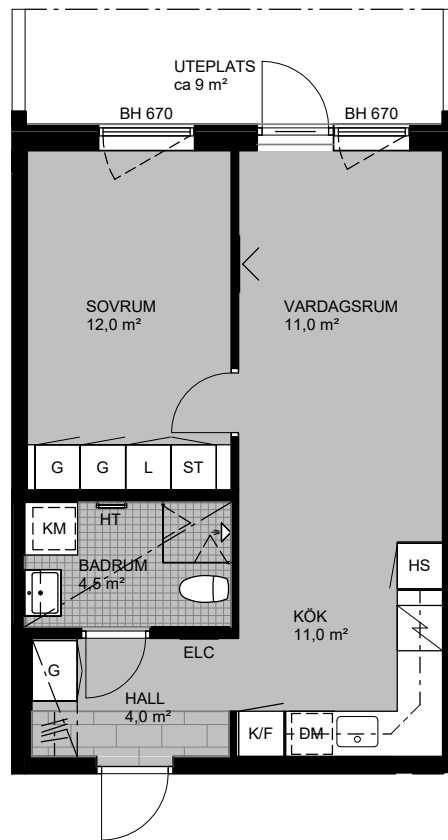 UTEPLATS
ca 9 m²
BH 670
BH 670
SOVRUM
12,0 m²
VARDAGSRUM
11,0 m²
G
G
L
ST
KM
HT
BADRUM
4,5 m²
HS
KÖK
11,0 m²
ELC
G
HALL
4,0 m²
K/F
DM